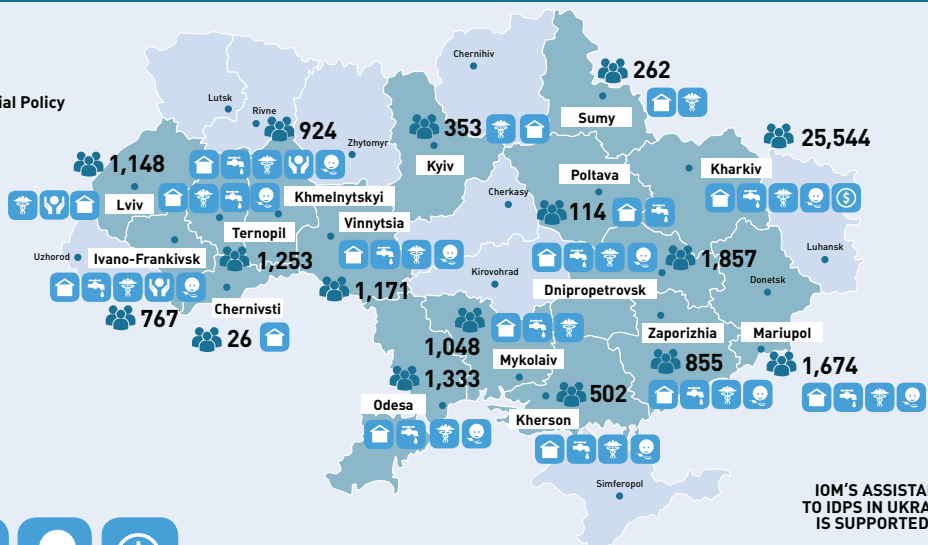 Chernihiv
262
ial Policy
Lutsk
Rivne
Sumy
924
353
25,544
Zhytomyr
Kyiv
1,148
Poltava
Kharkiv
Cherkasy
Lviv
Khmelnytskyi
114
Vinnytsia
Ternopil
Luhansk
Uzhorod
Ivano-Frankivsk
1,253
1,857
Kirovohrad
Donetsk
Dnipropetrovsk
1,171
Chernivsti
767
26
Zaporizhia
Mariupol
1,048
Mykolaiv
855
1,674
1,333
502
Odesa
Kherson
Simferopol
IOM'S ASSISTA
TO IDPS IN UKRA
IS SUPPORTED